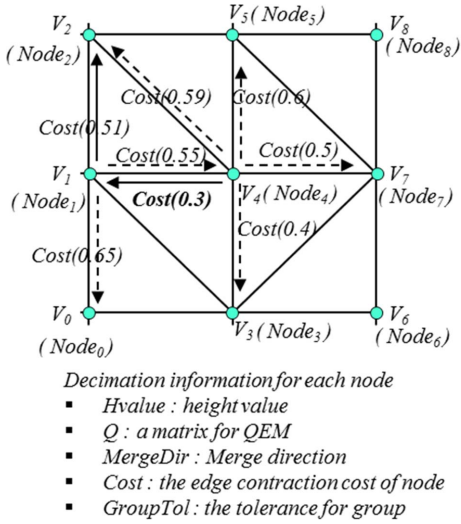 V2 V5(Node5) V8
(Node2) (Node8)
Cost(0.59) Cost(0.6)
Cost(0.51)
Cost(0.55) Cost(0.5)
V1 V7
Cost(0.3) V4(Node4)
(Node1) (Node7)
Cost(0.4)
Cost(0.65)
V0 V3(Node3) V6
(Node0) (Node6)
Decimation information for each node
▪ Hvalue : height value
▪ Q : a matrix for QEM
▪ MergeDir : Merge direction
▪ Cost : the edge contraction cost of node
▪ GroupTol : the tolerance for group